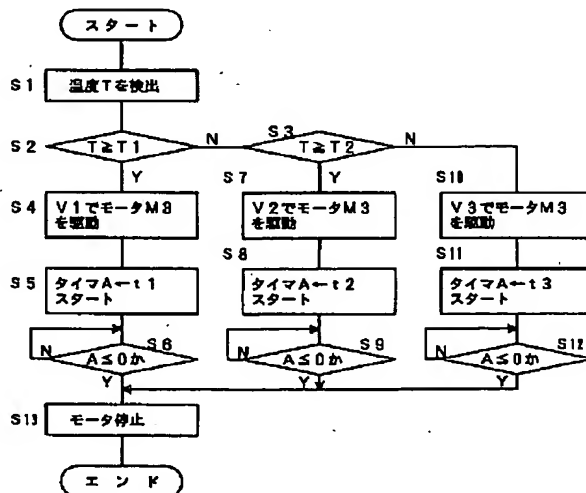 スタート
S1
温度Tを検出
S2
T≧T1
N
S3
T≧T2
N
Y
Y
S4
V1でモータM3
を駆動
S7
V2でモータM3
を駆動
S10
V3でモータM3
を駆動
S5
タイマA←t1
スタート
S8
タイマA←t2
スタート
S11
タイマA←t3
スタート
N
A≦0か
S6
Y
N
A≦0か
S9
Y
N
A≦0か
S12
Y
S13
モータ停止
エンド